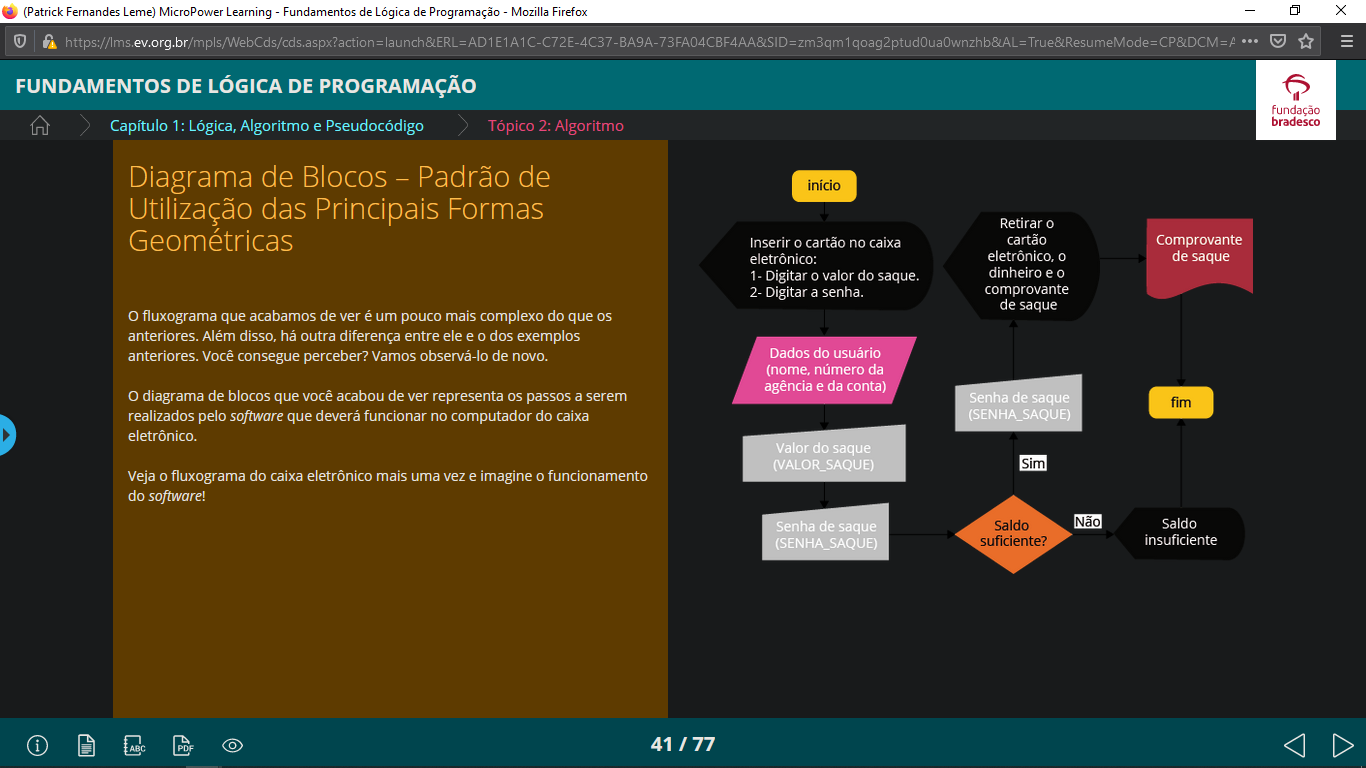 (Patrick Fernandes Leme) MicroPower Learning - Fundamentos de Lógica de Programação - Mozilla Firefox
https://lms.ev.org.br/mpls/WebCds/cds.aspx?action=launch&ERL=AD1E1A1C-C72E-4C37-BA9A-73FA04CBF4AA&SID=zm3qm1qoag2ptud0ua0wnzhb&AL=True&ResumeMode=CP&DCM=A
FUNDAMENTOS DE LÓGICA DE PROGRAMAÇÃO
fundação
bradesco
Capítulo 1: Lógica, Algoritmo e Pseudocódigo
Tópico 2: Algoritmo
Diagrama de Blocos – Padrão de
Utilização das Principais Formas
Geométricas
O fluxograma que acabamos de ver é um pouco mais complexo do que os
anteriores. Além disso, há outra diferença entre ele e o dos exemplos
anteriores. Você consegue perceber? Vamos observá-lo de novo.
O diagrama de blocos que você acabou de ver representa os passos a serem
realizados pelo software que deverá funcionar no computador do caixa
eletrônico.
Veja o fluxograma do caixa eletrônico mais uma vez e imagine o funcionamento
do software!
início
Inserir o cartão no caixa
eletrônico:
1- Digitar o valor do saque.
2- Digitar a senha.
Dados do usuário
(nome, número da
agência e da conta)
Valor do saque
(VALOR_SAQUE)
Senha de saque
(SENHA_SAQUE)
Saldo
suficiente?
Sim
Senha de saque
(SENHA_SAQUE)
Retirar o
cartão
eletrônico, o
dinheiro e o
comprovante
de saque
Comprovante
de saque
Não
Saldo
insuficiente
fim
ABC
PDF
41 / 77